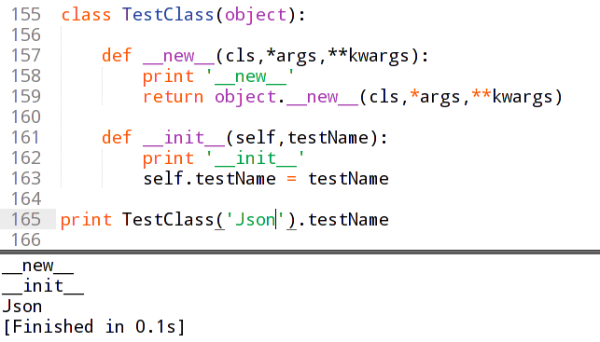 155 class TestClass(object):
156
157     def __new__(cls,*args,**kwargs):
158         print '__new__'
159         return object.__new__(cls,*args,**kwargs)
160
161     def __init__(self,testName):
162         print '__init__'
163         self.testName = testName
164
165 print TestClass('Json').testName
166
__new__
__init__
Json
[Finished in 0.1s]